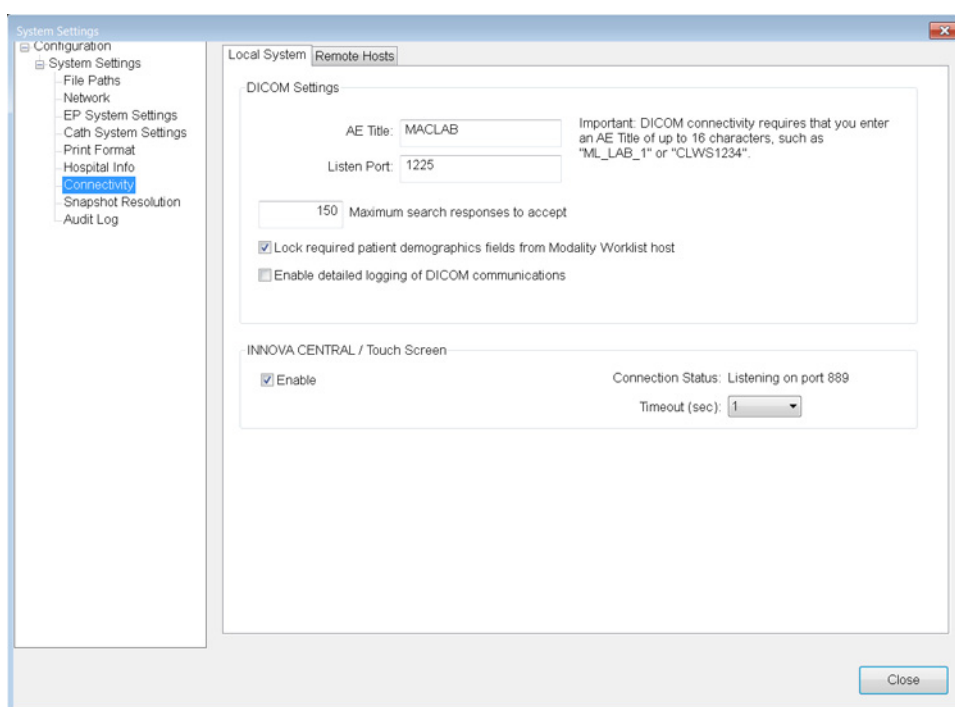 System Settings
Configuration
System Settings
File Paths
Network
EP System Settings
Cath System Settings
Print Format
Hospital Info
Connectivity
Snapshot Resolution
Audit Log
Local System
Remote Hosts
DICOM Settings
AE Title: MACLAB
Listen Port: 1225
Important: DICOM connectivity requires that you enter
an AE Title of up to 16 characters, such as
"ML_LAB_1" or "CLWS1234".
150 Maximum search responses to accept
Lock required patient demographics fields from Modality Worklist host
Enable detailed logging of DICOM communications
INNOVA CENTRAL / Touch Screen
Enable
Connection Status: Listening on port 889
Timeout (sec): 1
Close